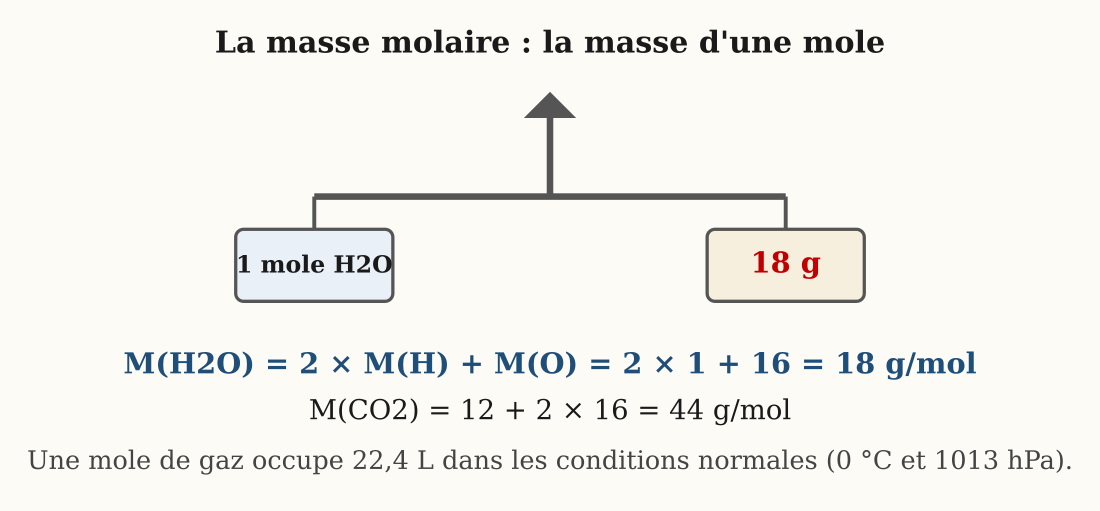 La masse molaire : la masse d'une mole
1 mole H2O
18 g
M(H2O) = 2 × M(H) + M(O) = 2 × 1 + 16 = 18 g/mol
M(CO2) = 12 + 2 × 16 = 44 g/mol
Une mole de gaz occupe 22,4 L dans les conditions normales (0 °C et 1013 hPa).